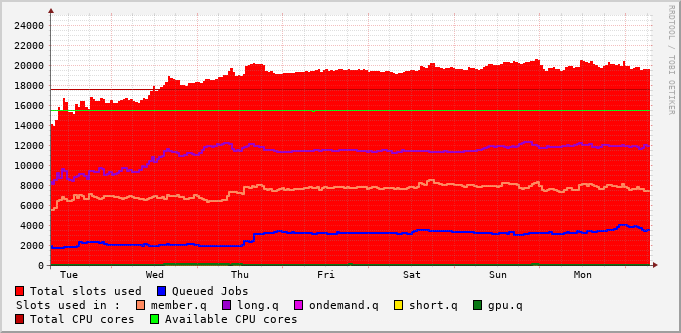 24000
22000
20000
18000
16000
14000
12000
10000
8000
6000
4000
2000
0
Tue Wed Thu Fri Sat Sun Mon
Total slots used Queued Jobs
Slots used in : member.q long.q ondemand.q short.q gpu.q
Total CPU cores Available CPU cores
RRDTOOL / TOBI OETIKER